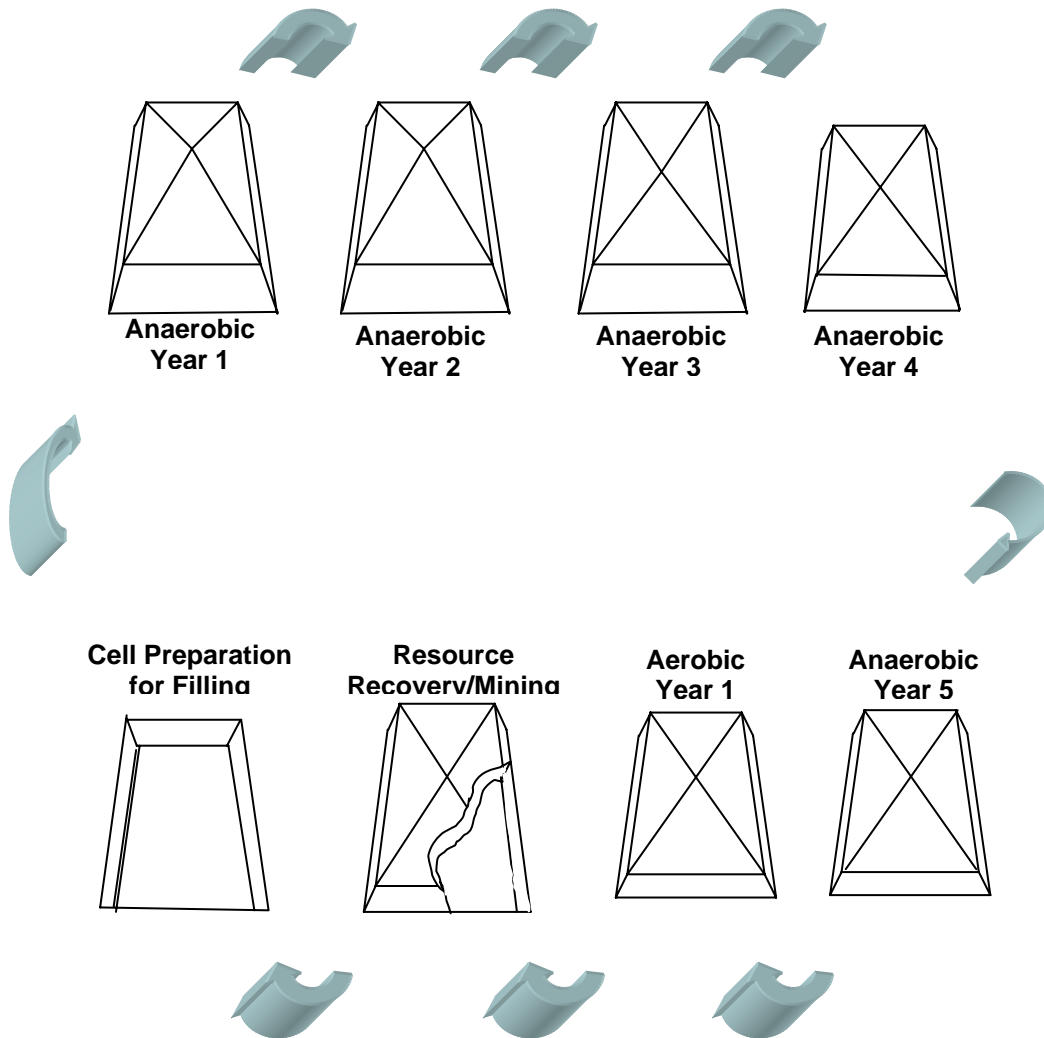 Anaerobic
Year 1
Anaerobic
Year 2
Anaerobic
Year 3
Anaerobic
Year 4
Cell Preparation
for Filling
Resource
Recovery/Mining
Aerobic
Year 1
Anaerobic
Year 5